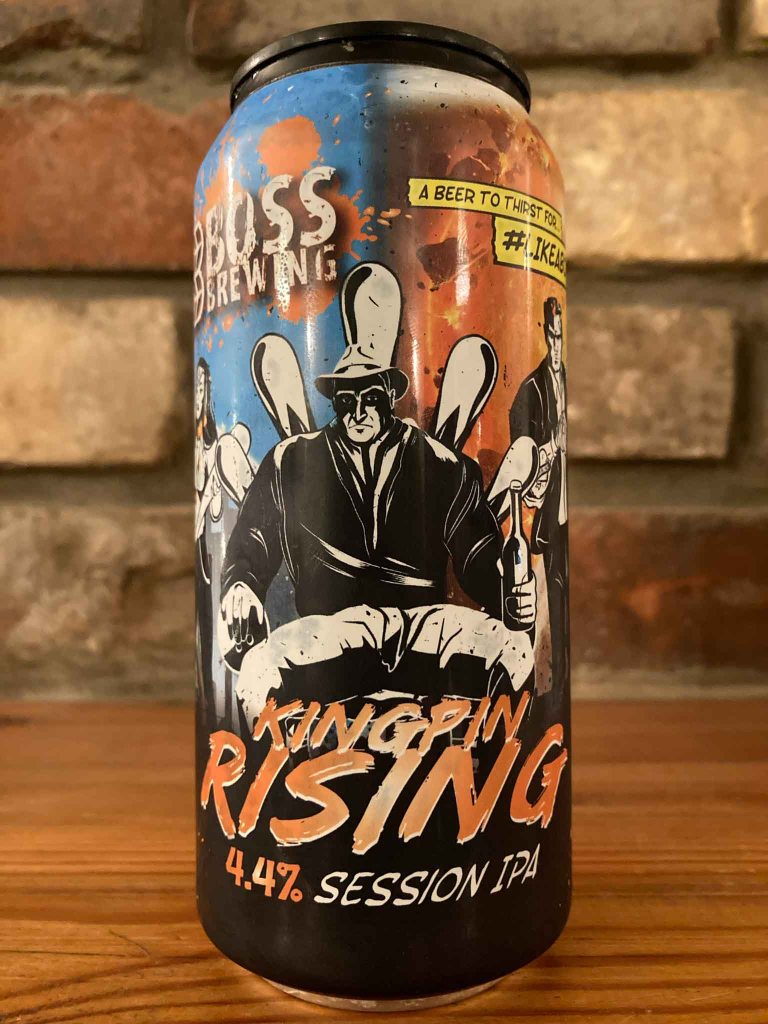 BOSS
BREWING
A BEER TO THIRST FOR...
KINGPIN
RISING
4.4% SESSION IPA